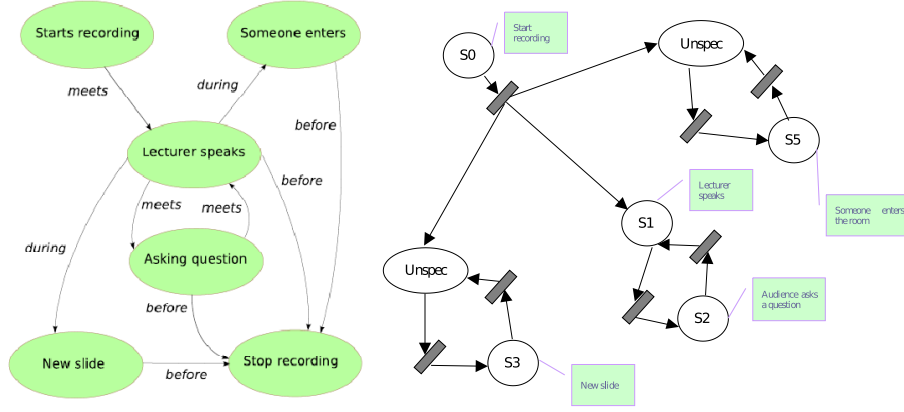 Starts recording
Someone enters
meets
during
before
Lecturer speaks
before
meets
meets
during
Asking question
before
New slide
before
Stop recording
S0
Start
recording
Unspec
S5
Someone enters
the room
Lecturer
speaks
S1
Unspec
S2
Audience asks
a question
S3
New slide